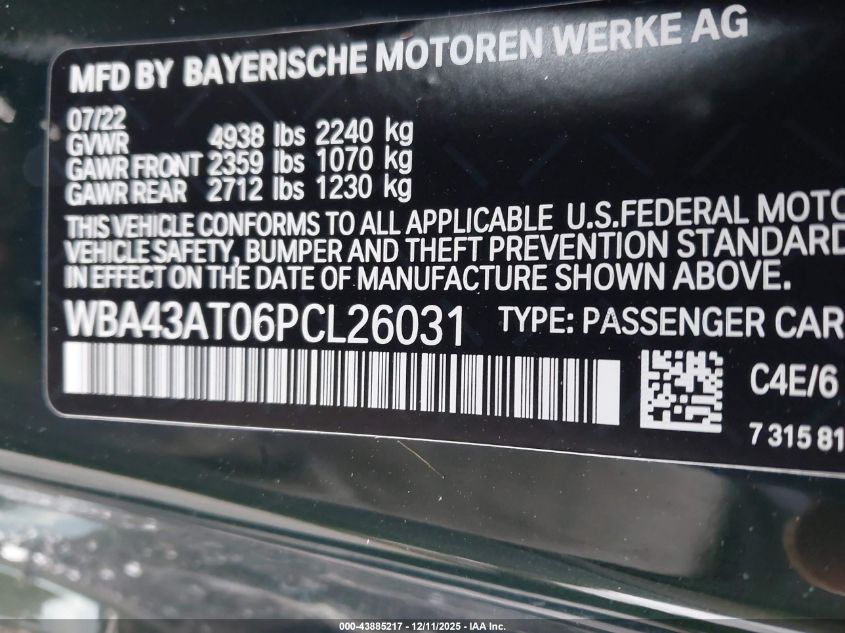 MFD BY BAYERISCHE MOTOREN WERKE AG
07/22
GVWR 4938 lbs 2240 kg
GAWR FRONT 2359 lbs 1070 kg
GAWR REAR 2712 lbs 1230 kg
THIS VEHICLE CONFORMS TO ALL APPLICABLE U.S.FEDERAL MOTO
VEHICLE SAFETY, BUMPER AND THEFT PREVENTION STANDARD
IN EFFECT ON THE DATE OF MANUFACTURE SHOWN ABOVE.
WBA43AT06PCL26031 TYPE: PASSENGER CAR
C4E/6
7 315 81
000-43885217 - 12/11/2025 - IAA Inc.